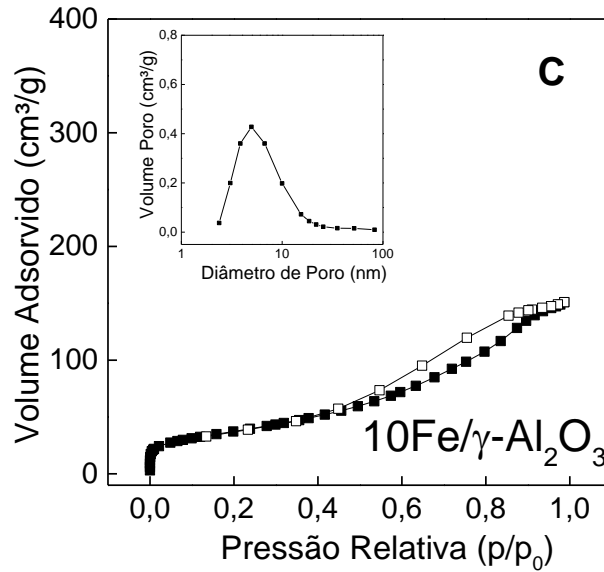 C
Volume Adsorvido (cm³/g)
400
300
200
100
0
0,0 0,2 0,4 0,6 0,8 1,0
Pressão Relativa (p/p₀)
10Fe/γ-Al₂O₃
Volume Poro (cm³/g)
0,8
0,6
0,4
0,2
0,0
1 10 100
Diâmetro de Poro (nm)